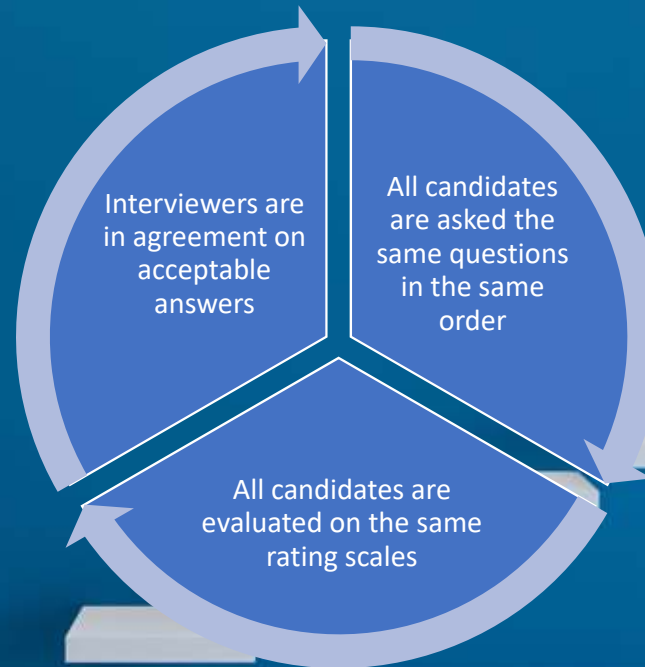 Interviewers are
in agreement on
acceptable
answers
All candidates
are asked the
same questions
in the same
order
All candidates are
evaluated on the same
rating scales